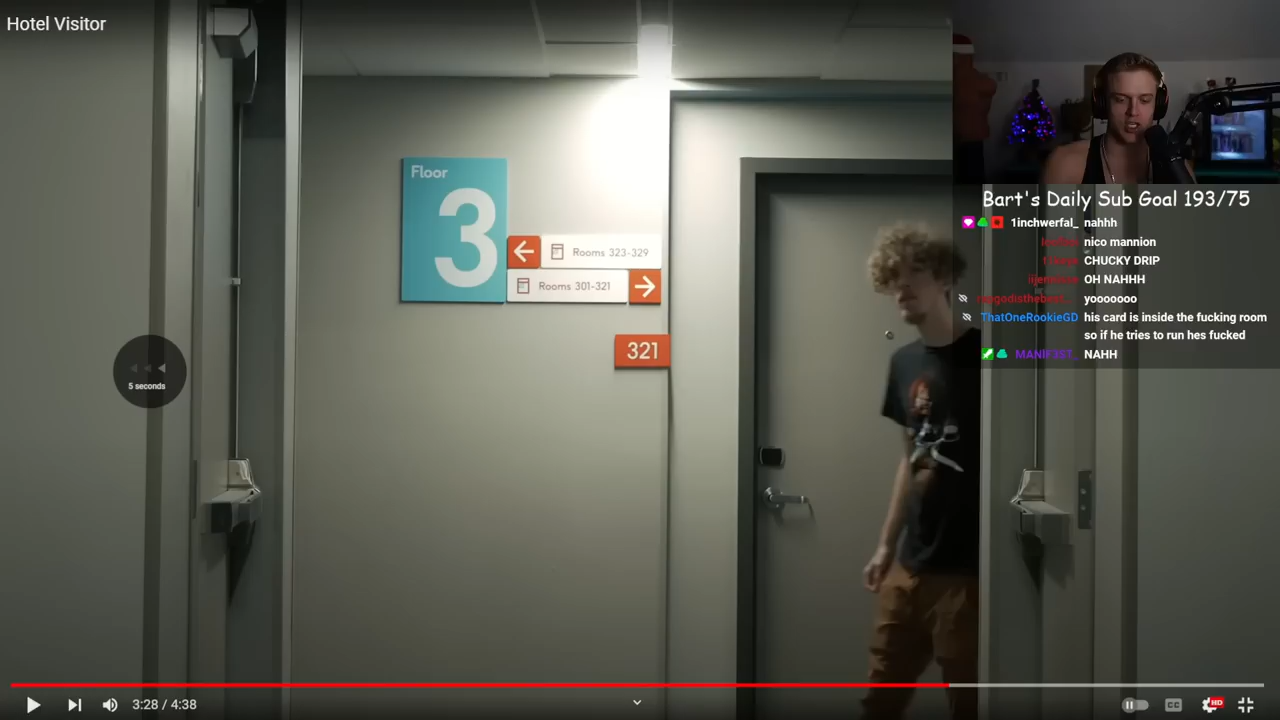 Hotel Visitor
Floor
3
Rooms 323-329
Rooms 301-321
321
5 seconds
Bart's Daily Sub Goal 193/75
1inchwerfal_ nahhh
nico mannion
CHUCKY DRIP
OH NAHHH
yooooooo
ThatOneRookieGD his card is inside the fucking room
so if he tries to run hes fucked
MANIF3ST_ NAHH
3:28 / 4:38
CC
HD